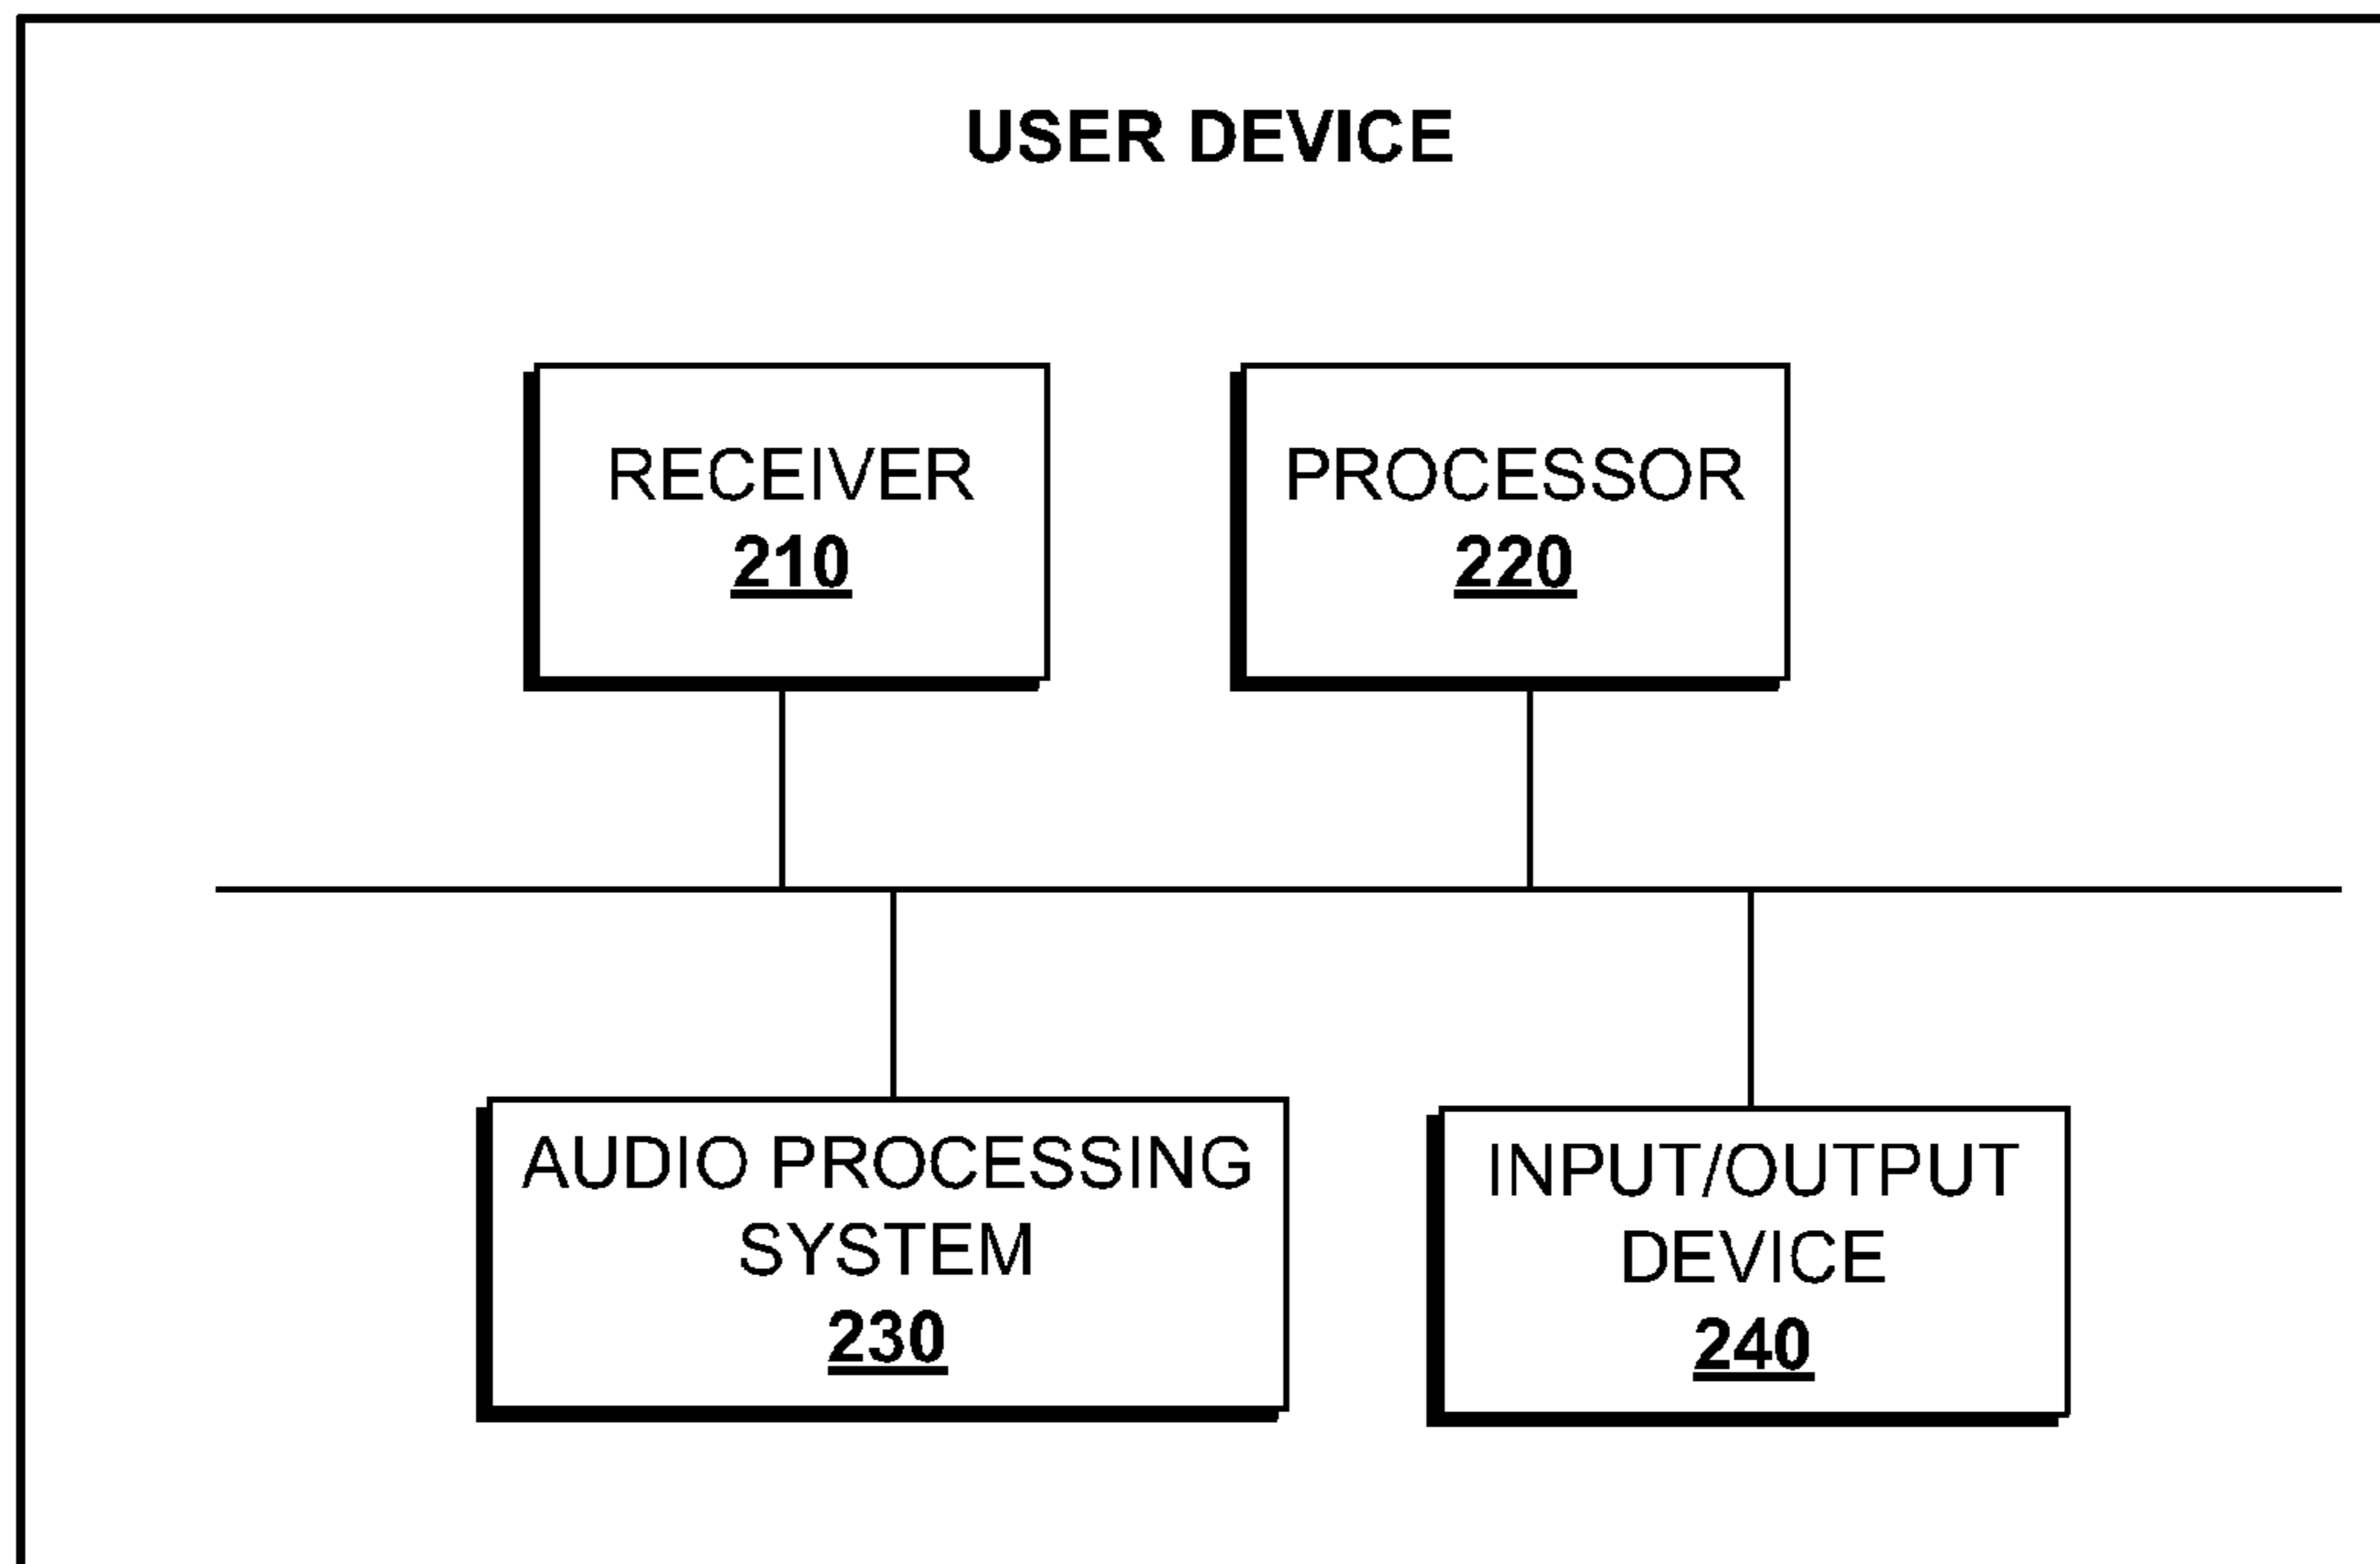 USER DEVICE
RECEIVER
210
PROCESSOR
220
AUDIO PROCESSING
SYSTEM
230
INPUT/OUTPUT
DEVICE
240